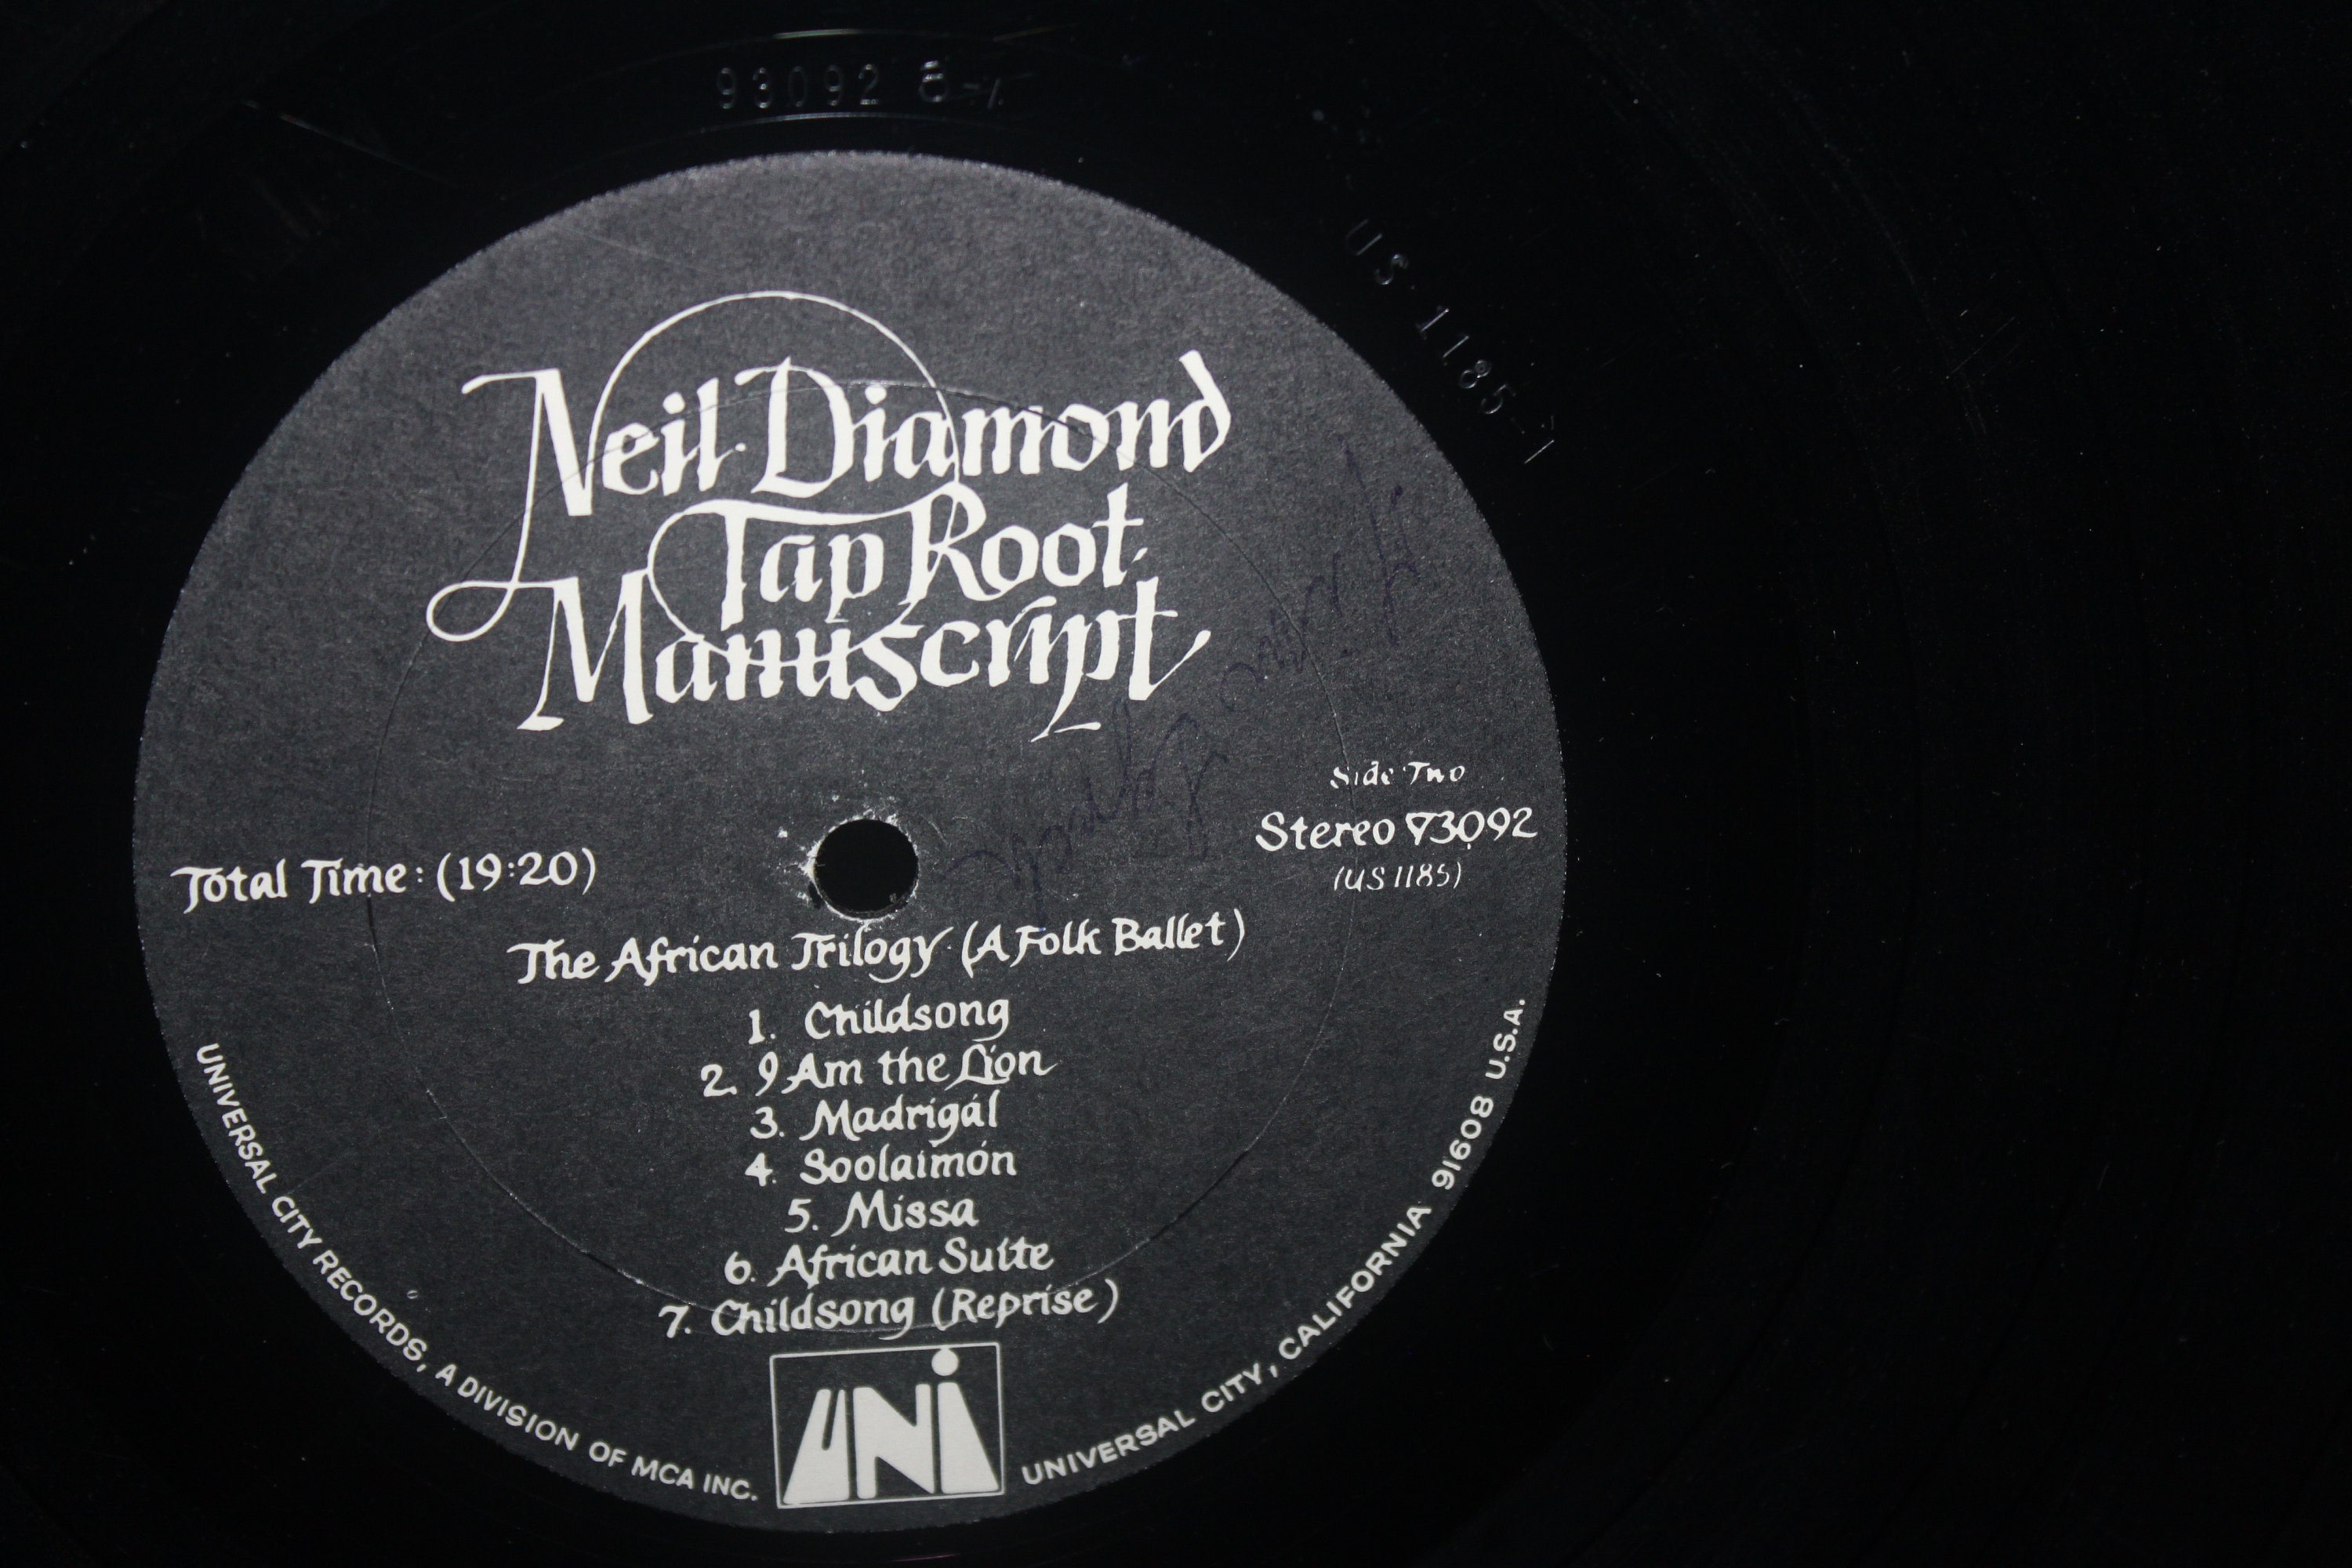 93092
US 1185-1
Neil Diamond
Tap Root
Manuscript
Side Two
Stereo 73092
(US 1185)
Total Time: (19:20)
The African Trilogy (A Folk Ballet)
1. Childsong
2. I Am the Lion
3. Madrigal
4. Soolaimón
5. Missa
6. African Suite
7. Childsong (Reprise)
UNI
UNIVERSAL CITY RECORDS, A DIVISION OF MCA INC.
UNIVERSAL CITY, CALIFORNIA 91608 U.S.A.